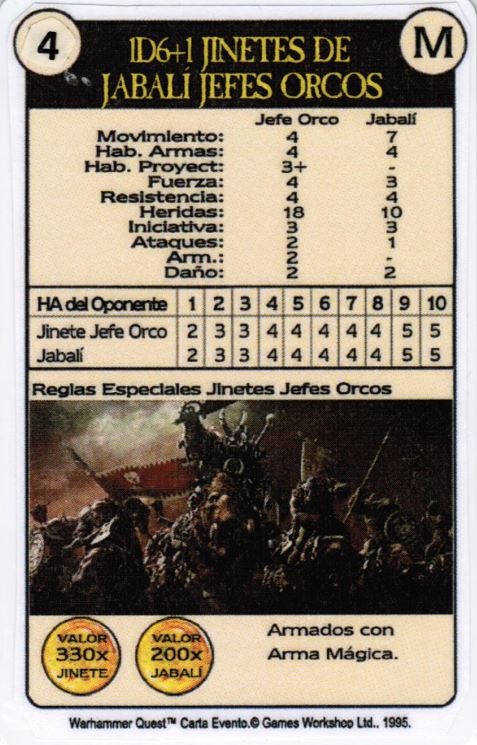 4
M
1D6+1 JINETES DE
JABALÍ JEFES ORCOS
Jefe Orco Jabalí
Movimiento: 4 7
Hab. Armas: 4 4
Hab. Proyect: 3+ -
Fuerza: 4 3
Resistencia: 4 4
Heridas: 18 10
Iniciativa: 3 3
Ataques: 2 1
Arm.: 2 -
Daño: 2 2
HA del Oponente 1 2 3 4 5 6 7 8 9 10
Jinete Jefe Orco 2 3 3 4 4 4 4 4 5 5
Jabalí 2 3 3 4 4 4 4 4 5 5
Reglas Especiales Jinetes Jefes Orcos
VALOR
330x
JINETE
VALOR
200x
JABALÍ
Armados con
Arma Mágica.
Warhammer Quest™ Carta Evento.© Games Workshop Ltd., 1995.